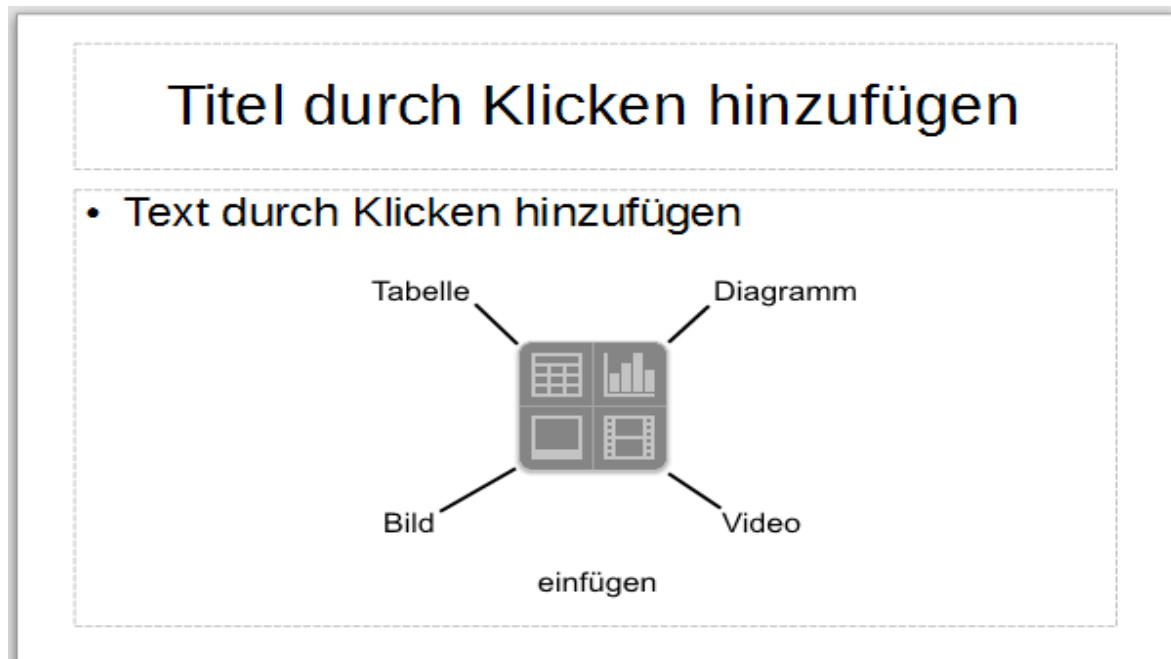 Titel durch Klicken hinzufügen
• Text durch Klicken hinzufügen
Tabelle
Diagramm
Bild
Video
einfügen